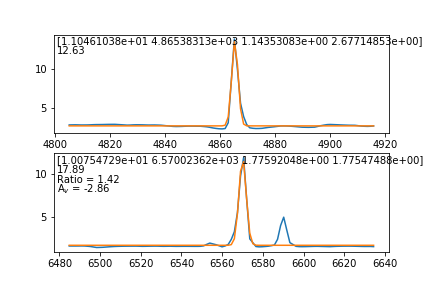 [1.10461038e+01 4.86538313e+03 1.14353083e+00 2.67714853e+00]
12.63
10
5
4800 4820 4840 4860 4880 4900 4920
[1.00754729e+01 6.57002362e+03 1.77592048e+00 1.77547488e+00]
17.89
Ratio = 1.42
Av = -2.86
10
5
6480 6500 6520 6540 6560 6580 6600 6620 6640